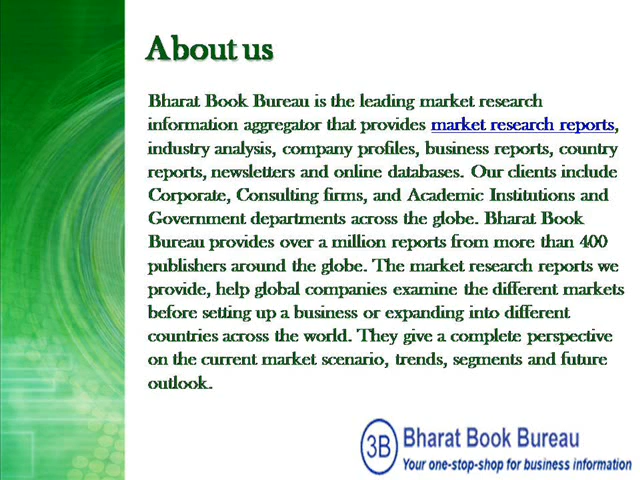 About us
Bharat Book Bureau is the leading market research
information aggregator that provides market research reports,
industry analysis, company profiles, business reports, country
reports, newsletters and online databases. Our clients include
Corporate, Consulting firms, and Academic Institutions and
Government departments across the globe. Bharat Book
Bureau provides over a million reports from more than 400
publishers around the globe. The market research reports we
provide, help global companies examine the different markets
before setting up a business or expanding into different
countries across the world. They give a complete perspective
on the current market scenario, trends, segments and future
outlook.
3B Bharat Book Bureau
Your one-stop-shop for business information